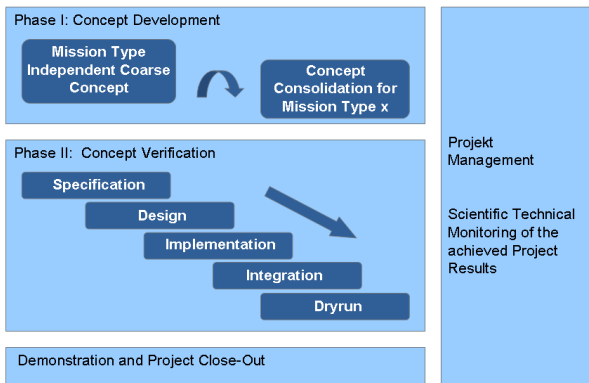 Phase I: Concept Development
Mission Type
Independent Coarse
Concept
Concept
Consolidation for
Mission Type x
Phase II:  Concept Verification
Specification
Design
Implementation
Integration
Dryrun
Demonstration and Project Close-Out
Projekt
Management
Scientific Technical
Monitoring of the
achieved Project
Results